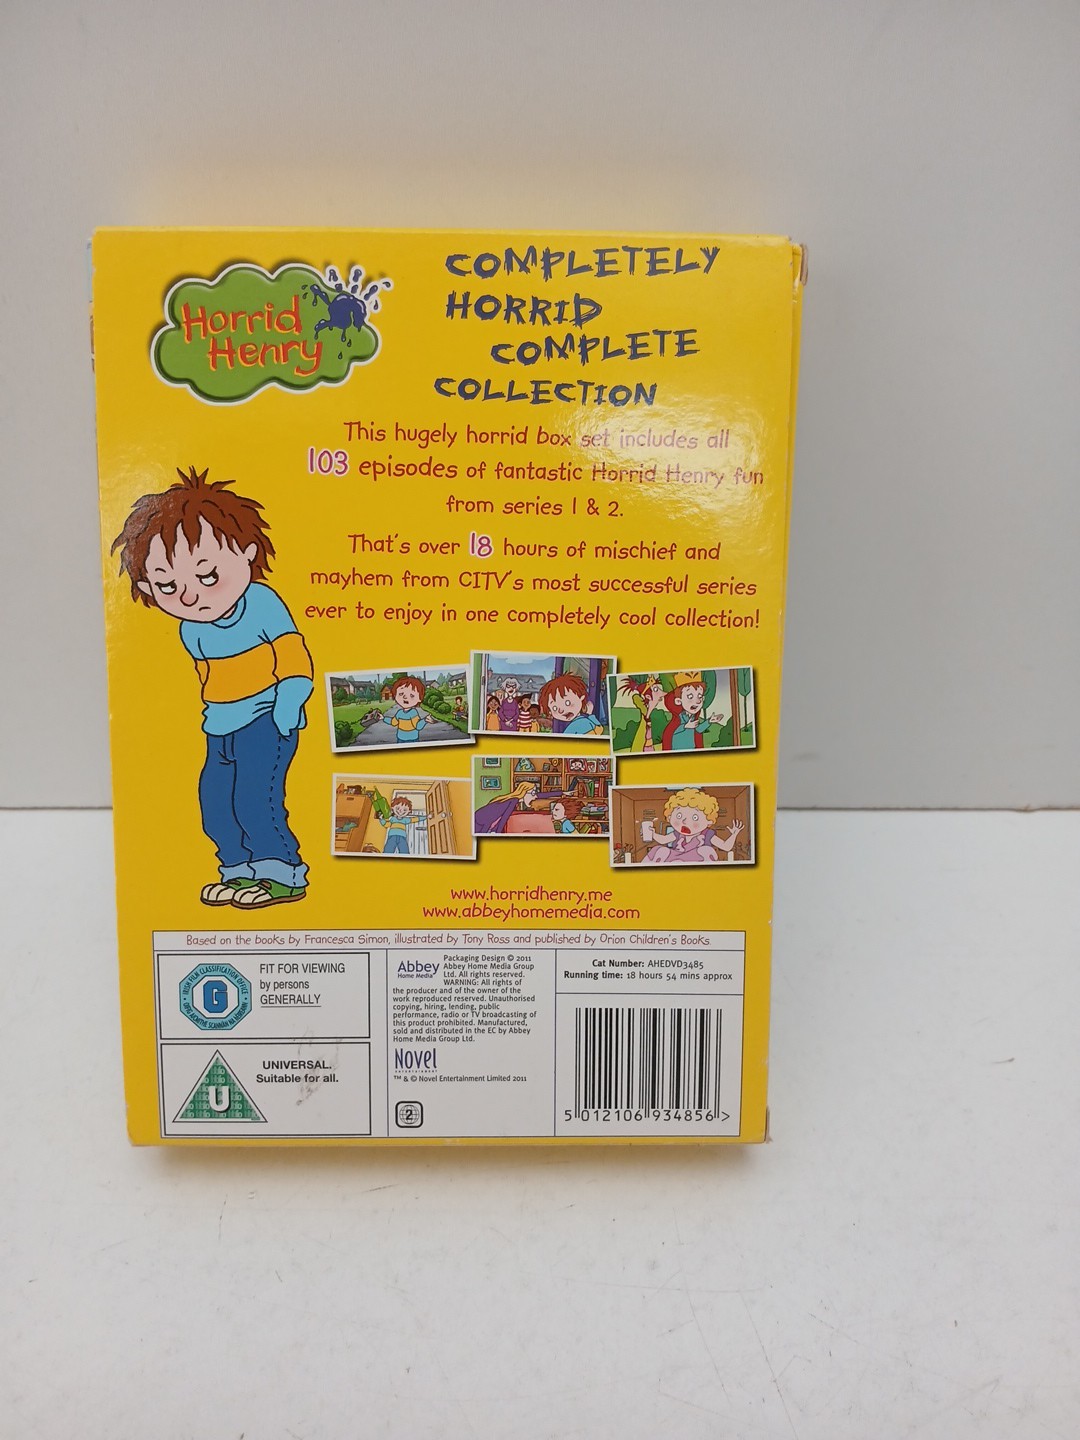 Horrid
Henry
COMPLETELY
HORRID
COMPLETE
COLLECTION
This hugely horrid box set includes all
103 episodes of fantastic Horrid Henry fun
from series 1 & 2.
That's over 18 hours of mischief and
mayhem from CITV's most successful series
ever to enjoy in one completely cool collection!
www.horridhenry.me
www.abbeyhomemedia.com
Based on the books by Francesca Simon, illustrated by Tony Ross and published by Orion Children's Books
IRISH FILM CLASSIFICATION OFFICE
G
FIT FOR VIEWING
by persons
GENERALLY
U
UNIVERSAL.
Suitable for all.
Abbey
Home Media
Packaging Design © 2011
Abbey Home Media Group
Ltd. All rights reserved.
WARNING: All rights of
the producer and of the owner of the
work reproduced reserved. Unauthorised
copying, hiring, lending, public
performance, radio or TV broadcasting of
this product prohibited. Manufactured,
sold and distributed in the EC by Abbey
Home Media Group Ltd.
Novel
ENTERTAINMENT
™ & © Novel Entertainment Limited 2011
2
Cat Number: AHEDVD3485
Running time: 18 hours 54 mins approx
5 012106 934856 >